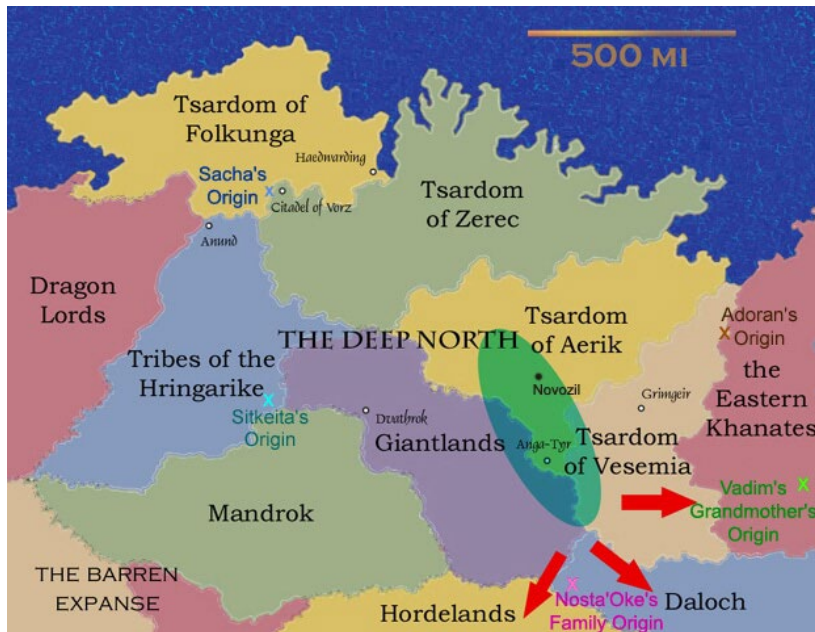 500 MI
Tsardom of
Folkunga
Haedwarding
Sacha's
Origin
Citadel of Vorz
Tsardom
of Zerec
Anund
Dragon
Lords
Tsardom
of Aerik
Adoran's
Origin
THE DEEP NORTH
Tribes of the
Hringarike
the
Eastern
Khanates
Novozil
Grimgeir
Sitkeita's
Origin
Dvathrok
Giantlands
Anga-Tyr
Tsardom
of Vesemia
Vadim's
Grandmother's
Origin
Mandrok
THE BARREN
EXPANSE
Hordelands
Nosta'Oke's
Family Origin
Daloch